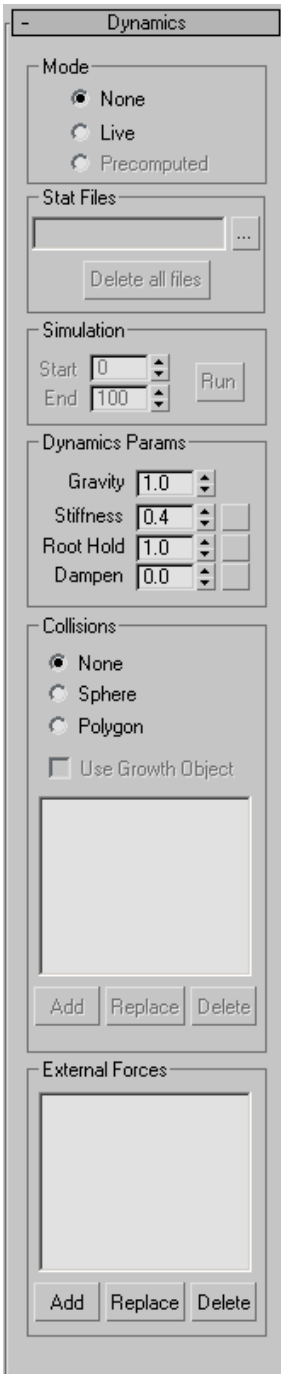 - Dynamics
Mode
None
Live
Precomputed
Stat Files
...
Delete all files
Simulation
Start 0
Run
End 100
Dynamics Params
Gravity 1.0
Stiffness 0.4
Root Hold 1.0
Dampen 0.0
Collisions
None
Sphere
Polygon
Use Growth Object
Add Replace Delete
External Forces
Add Replace Delete